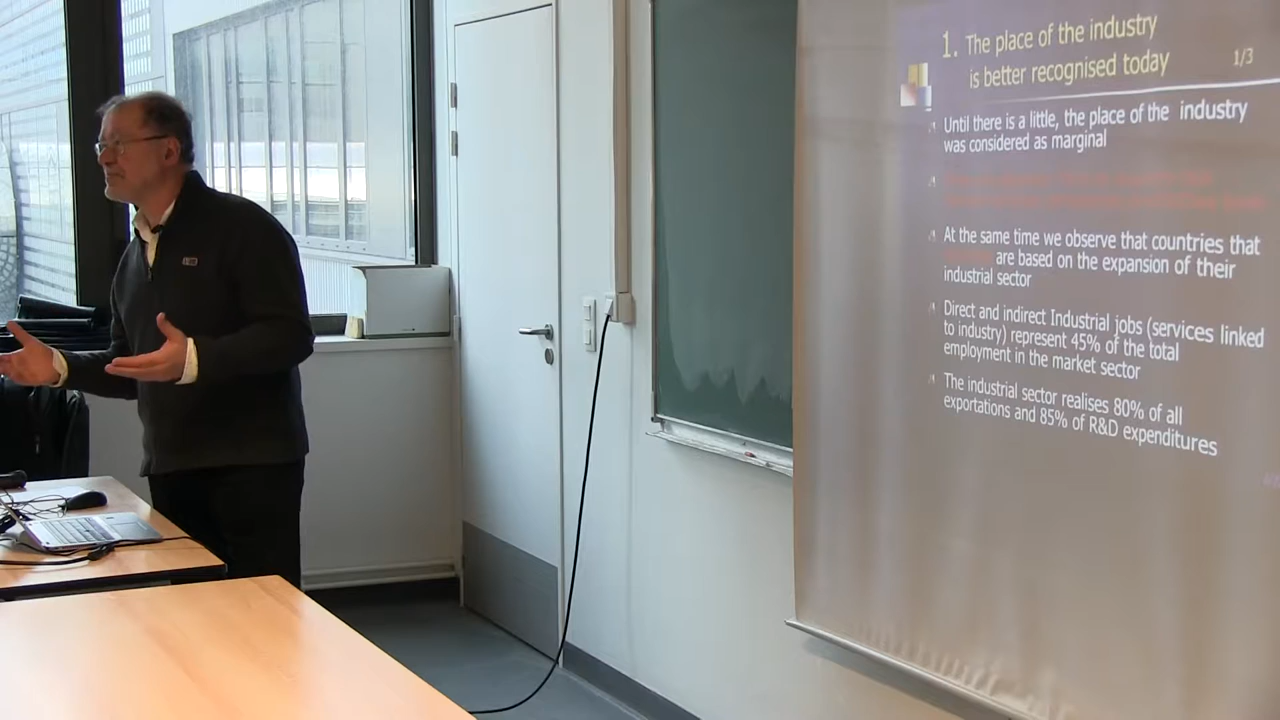 1. The place of the industry
is better recognised today
1/3
Until there is a little, the place of the industry
was considered as marginal
At the same time we observe that countries that
are based on the expansion of their
industrial sector
Direct and indirect Industrial jobs (services linked
to industry) represent 45% of the total
employment in the market sector
The industrial sector realises 80% of all
exportations and 85% of R&D expenditures